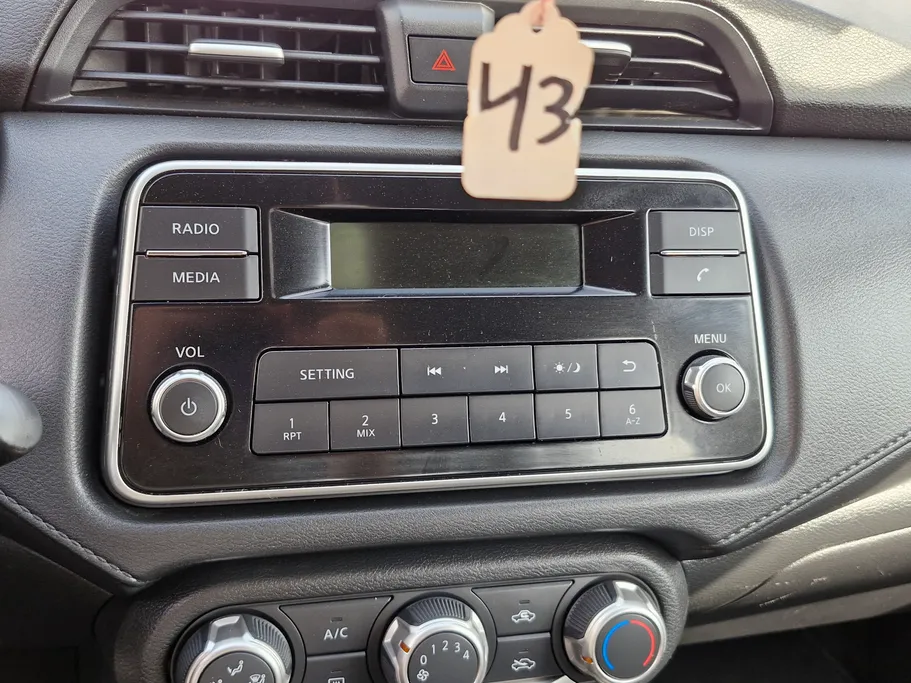 43
RADIO
DISP
MEDIA
VOL
MENU
SETTING
OK
1
RPT
2
MIX
3
4
5
6
A-Z
A/C
0 1 2 3 4